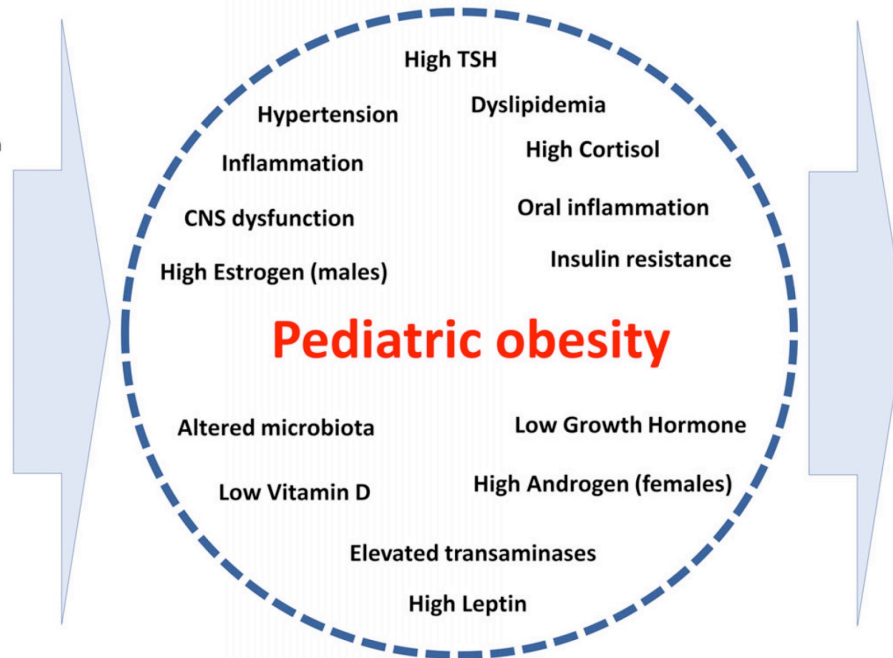 High TSH
Hypertension
Dyslipidemia
Inflammation
High Cortisol
CNS dysfunction
Oral inflammation
High Estrogen (males)
Insulin resistance
Pediatric obesity
Altered microbiota
Low Growth Hormone
Low Vitamin D
High Androgen (females)
Elevated transaminases
High Leptin